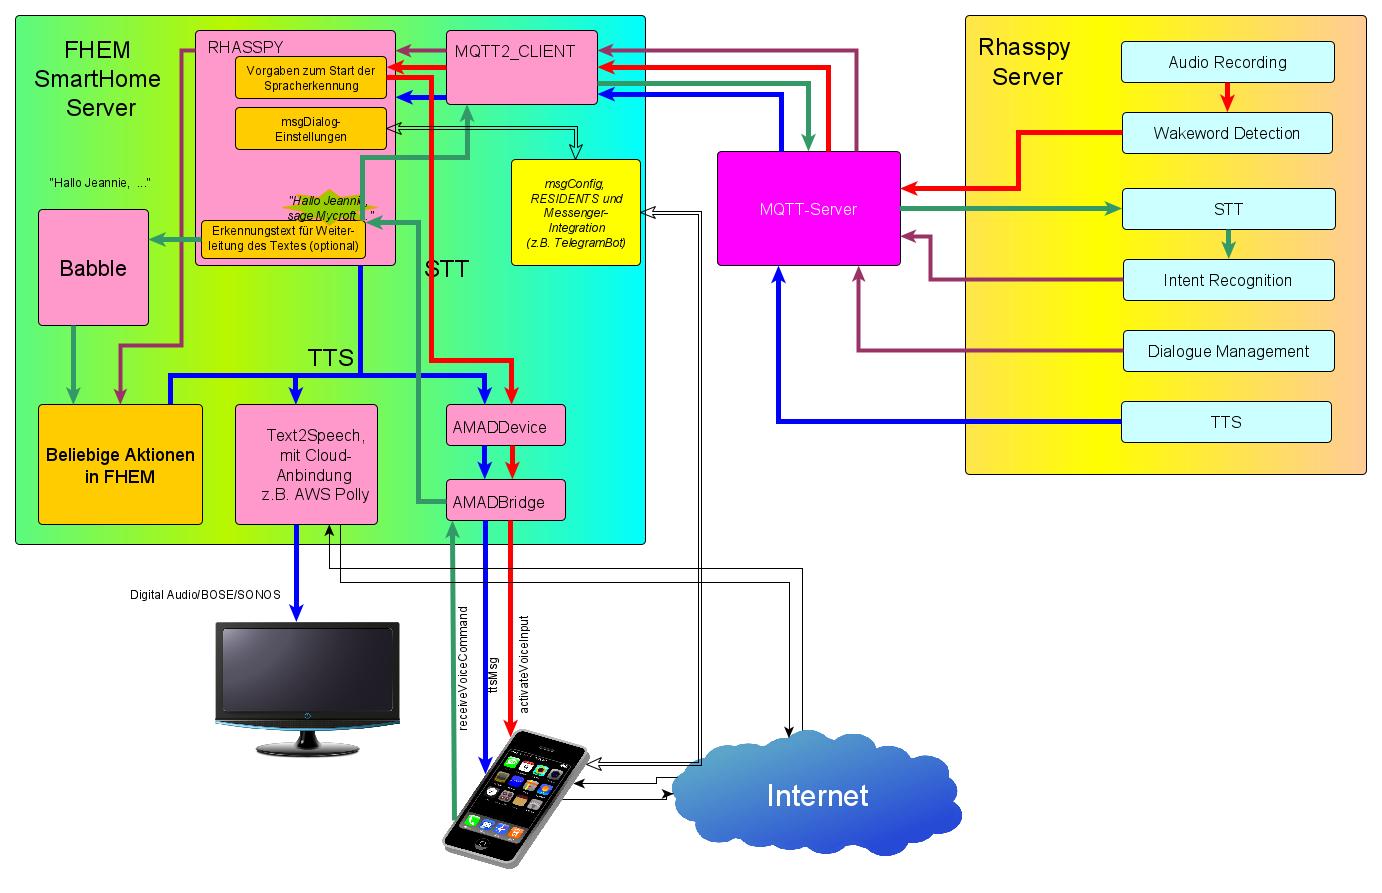 FHEM
SmartHome
Server
RHASSPY
Vorgaben zum Start der
Spracherkennung
msgDialog-
Einstellungen
"Hallo Jeannie,
sage Mycroft ..."
Erkennungstext für Weiter-
leitung des Textes (optional)
MQTT2_CLIENT
msgConfig,
RESIDENTS und
Messenger-
Integration
(z.B. TelegramBot)
"Hallo Jeannie, ..."
Babble
STT
TTS
Beliebige Aktionen
in FHEM
Text2Speech,
mit Cloud-
Anbindung
z.B. AWS Polly
AMADDevice
AMADBridge
MQTT-Server
Rhasspy
Server
Audio Recording
Wakeword Detection
STT
Intent Recognition
Dialogue Management
TTS
Digital Audio/BOSE/SONOS
receiveVoiceCommand
ttsMsg
activateVoiceInput
Internet